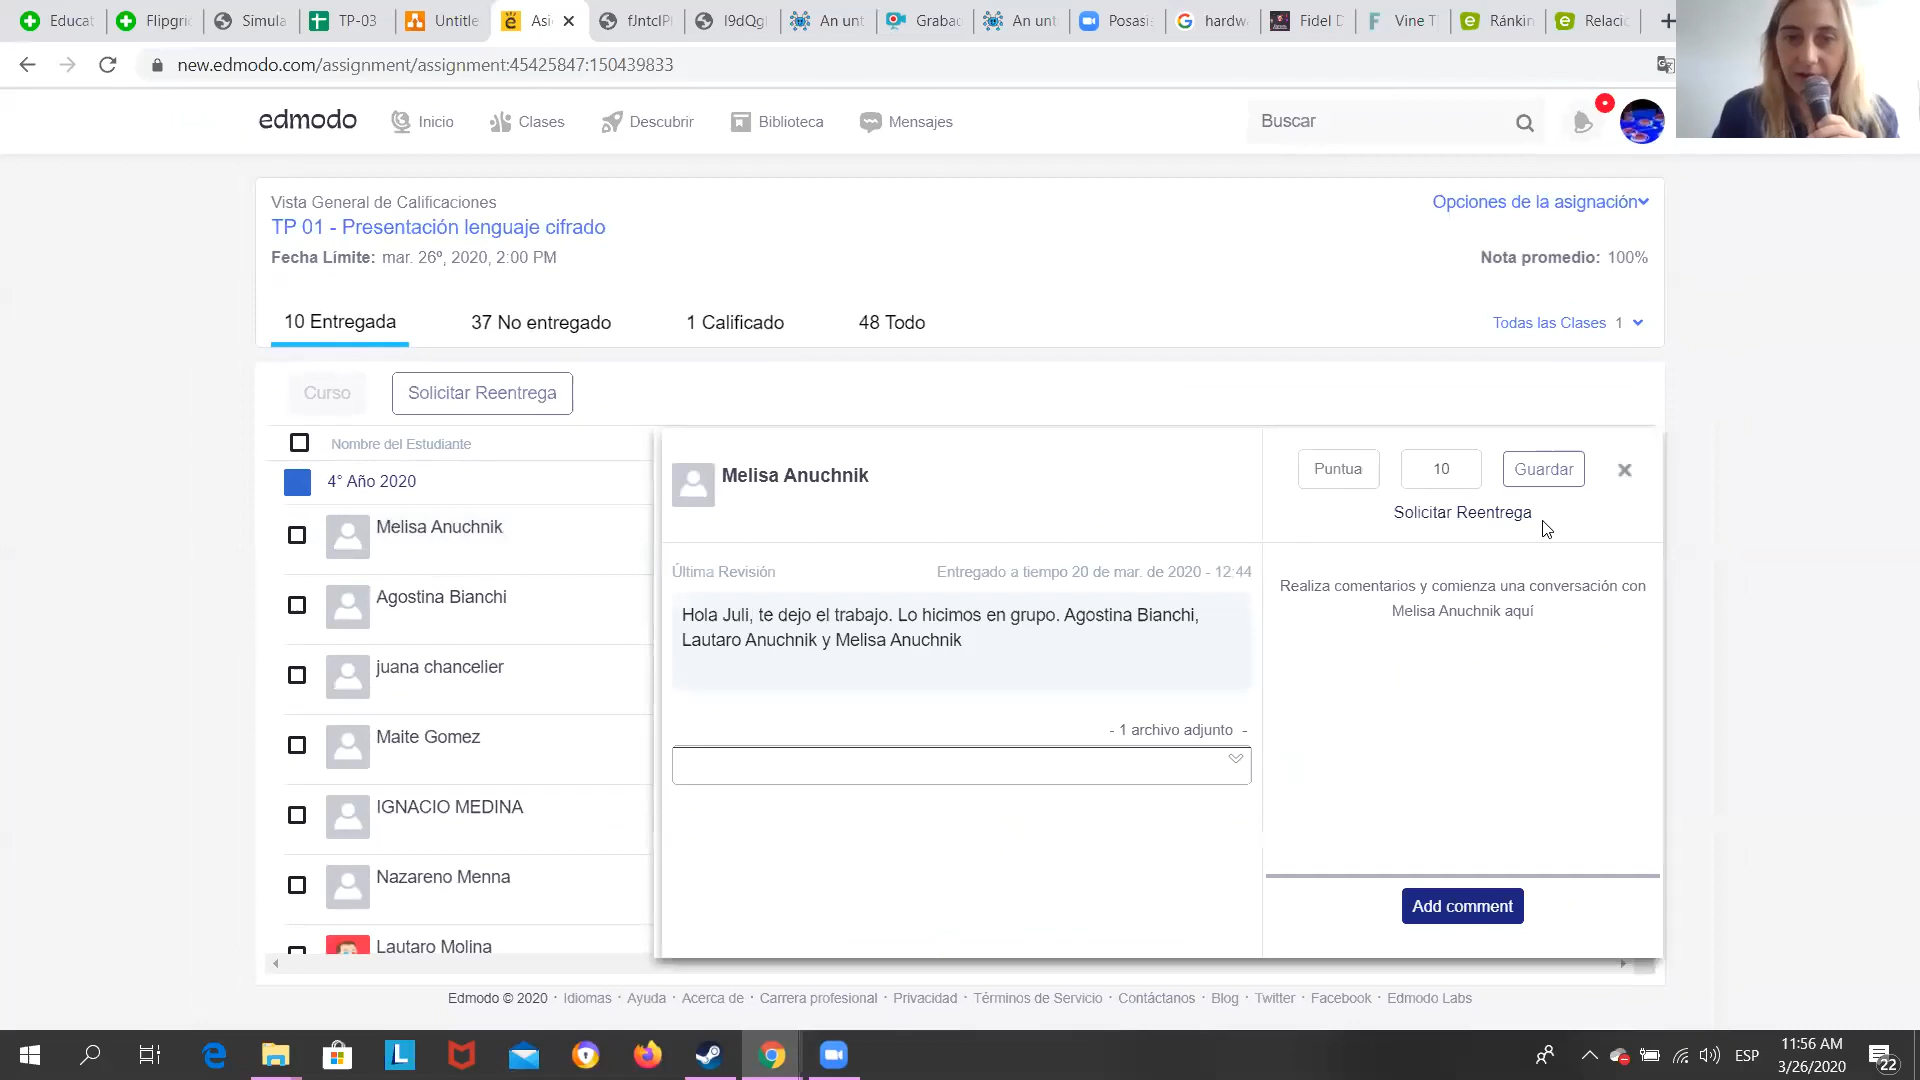 Educat
Flipgric
Simula
TP-03
Untitle
Asi
fJntclPl
I9dQgl
An unt
Grabac
An unt
Posasi
hardwa
Fidel D
Vine T
Ránkin
Relacio
new.edmodo.com/assignment/assignment:45425847:150439833
edmodo
Inicio
Clases
Descubrir
Biblioteca
Mensajes
Buscar
Vista General de Calificaciones
Opciones de la asignación
TP 01 - Presentación lenguaje cifrado
Fecha Límite: mar. 26º, 2020, 2:00 PM
Nota promedio: 100%
10 Entregada
37 No entregado
1 Calificado
48 Todo
Todas las Clases 1
Curso
Solicitar Reentrega
Nombre del Estudiante
4° Año 2020
Melisa Anuchnik
Agostina Bianchi
juana chancelier
Maite Gomez
IGNACIO MEDINA
Nazareno Menna
Lautaro Molina
Melisa Anuchnik
Puntua
10
Guardar
Solicitar Reentrega
Última Revisión
Entregado a tiempo 20 de mar. de 2020 - 12:44
Hola Juli, te dejo el trabajo. Lo hicimos en grupo. Agostina Bianchi,
Lautaro Anuchnik y Melisa Anuchnik
- 1 archivo adjunto -
Realiza comentarios y comienza una conversación con
Melisa Anuchnik aquí
Add comment
Edmodo © 2020 · Idiomas · Ayuda · Acerca de · Carrera profesional · Privacidad · Términos de Servicio · Contáctanos · Blog · Twitter · Facebook · Edmodo Labs
ESP
11:56 AM
3/26/2020
22